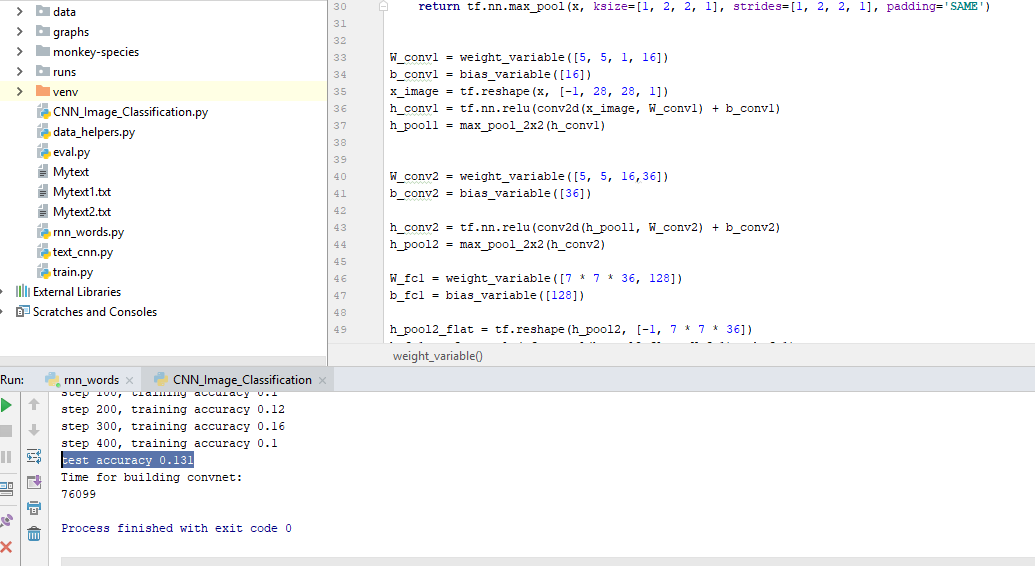 data
graphs
monkey-species
runs
venv
CNN_Image_Classification.py
data_helpers.py
eval.py
Mytext
Mytext1.txt
Mytext2.txt
rnn_words.py
text_cnn.py
train.py
External Libraries
Scratches and Consoles
30 return tf.nn.max_pool(x, ksize=[1, 2, 2, 1], strides=[1, 2, 2, 1], padding='SAME')
31
32
33 W_conv1 = weight_variable([5, 5, 1, 16])
34 b_conv1 = bias_variable([16])
35 x_image = tf.reshape(x, [-1, 28, 28, 1])
36 h_conv1 = tf.nn.relu(conv2d(x_image, W_conv1) + b_conv1)
37 h_pool1 = max_pool_2x2(h_conv1)
38
39
40 W_conv2 = weight_variable([5, 5, 16,36])
41 b_conv2 = bias_variable([36])
42
43 h_conv2 = tf.nn.relu(conv2d(h_pool1, W_conv2) + b_conv2)
44 h_pool2 = max_pool_2x2(h_conv2)
45
46 W_fc1 = weight_variable([7 * 7 * 36, 128])
47 b_fc1 = bias_variable([128])
48
49 h_pool2_flat = tf.reshape(h_pool2, [-1, 7 * 7 * 36])
weight_variable()
Run: rnn_words CNN_Image_Classification
step 100, training accuracy 0.1
step 200, training accuracy 0.12
step 300, training accuracy 0.16
step 400, training accuracy 0.1
test accuracy 0.131
Time for building convnet:
76099
Process finished with exit code 0